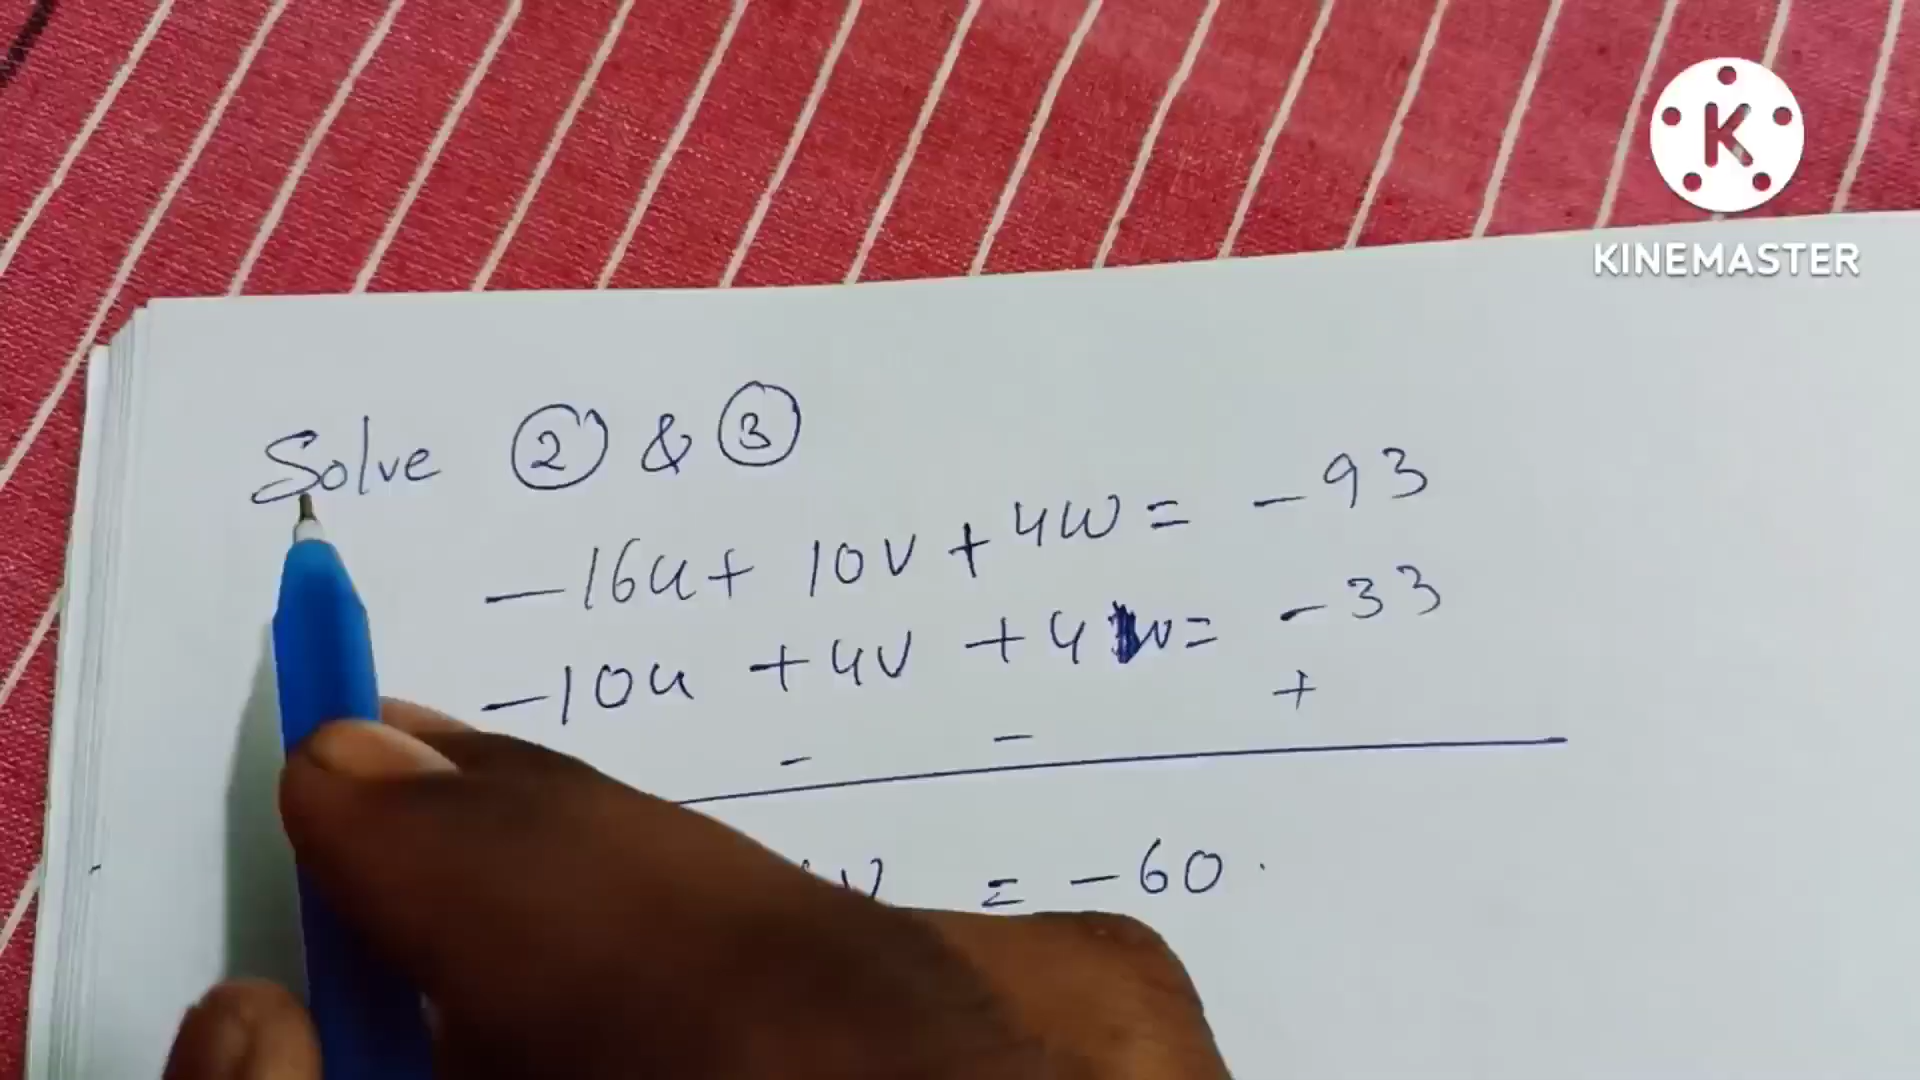 K
KINEMASTER
Solve ② & ③
-16u + 10v + 4w = -93
-10u + 4v + 4w = -33
- - +
v = -60